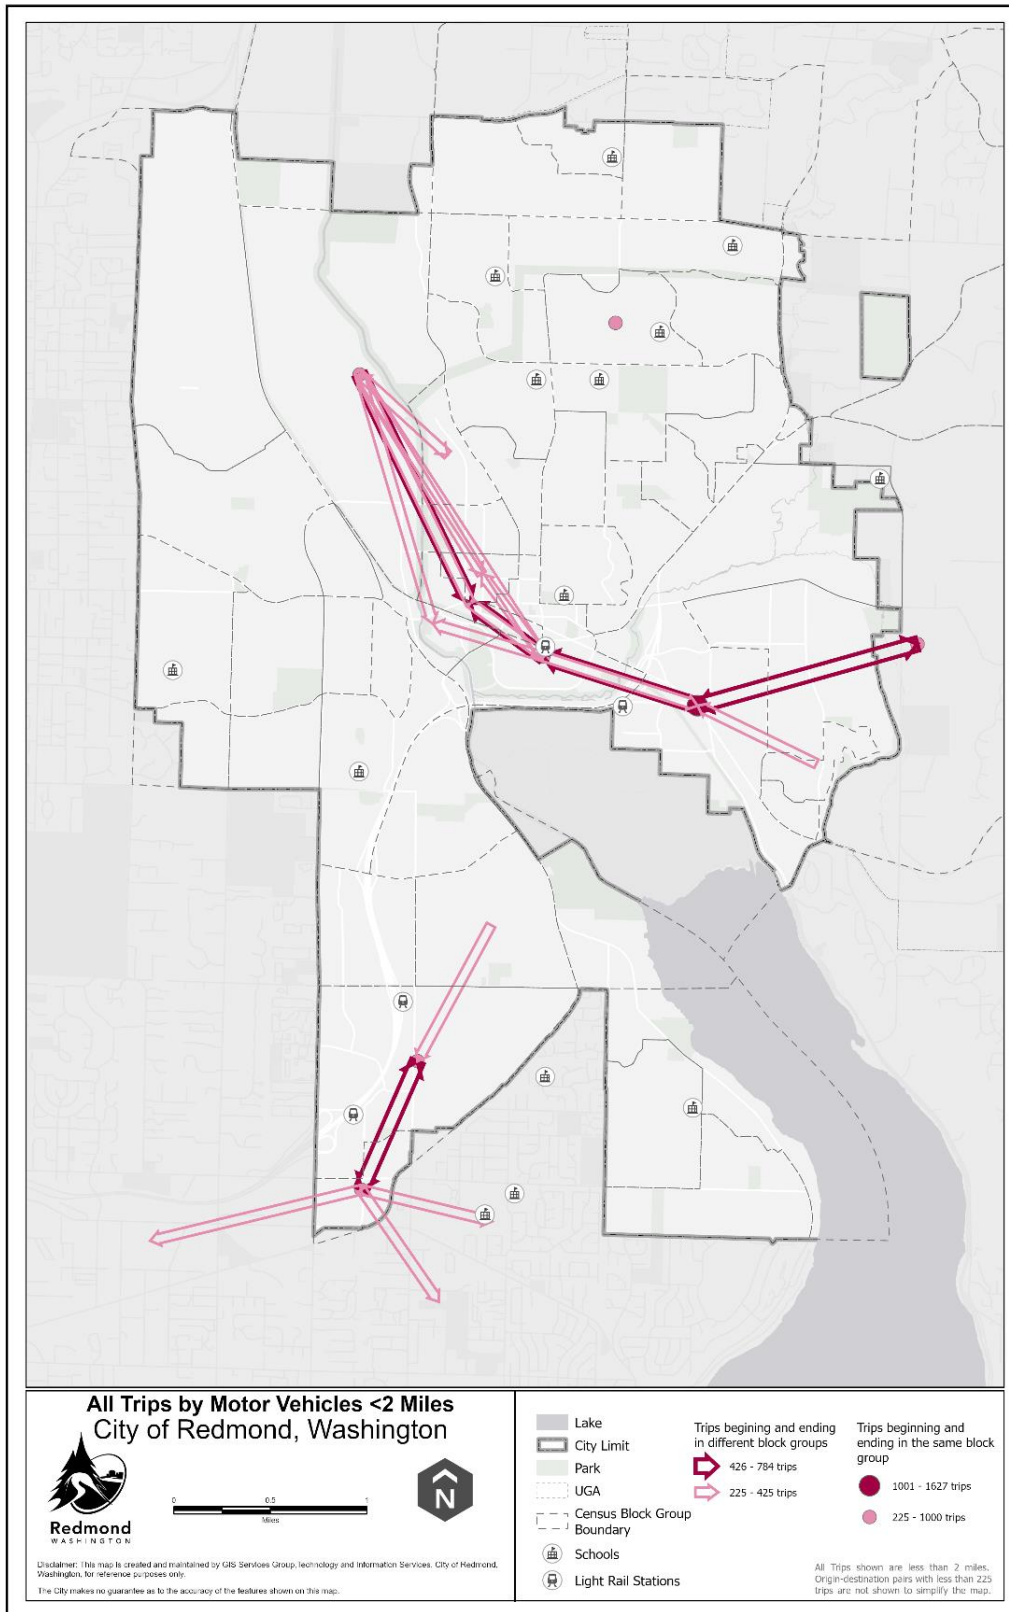 All Trips by Motor Vehicles <2 Miles
City of Redmond, Washington
Redmond
WASHINGTON
0 0.5 1
Miles
N
Disclaimer: This map is created and maintained by GIS Services Group, Technology and Information Services, City of Redmond,
Washington, for reference purposes only.
The City makes no guarantee as to the accuracy of the features shown on this map.
Lake
City Limit
Park
UGA
Census Block Group
Boundary
Schools
Light Rail Stations
Trips begining and ending
in different block groups
426 - 784 trips
225 - 425 trips
Trips beginning and
ending in the same block
group
1001 - 1627 trips
225 - 1000 trips
All Trips shown are less than 2 miles.
Origin-destination pairs with less than 225
trips are not shown to simplify the map.